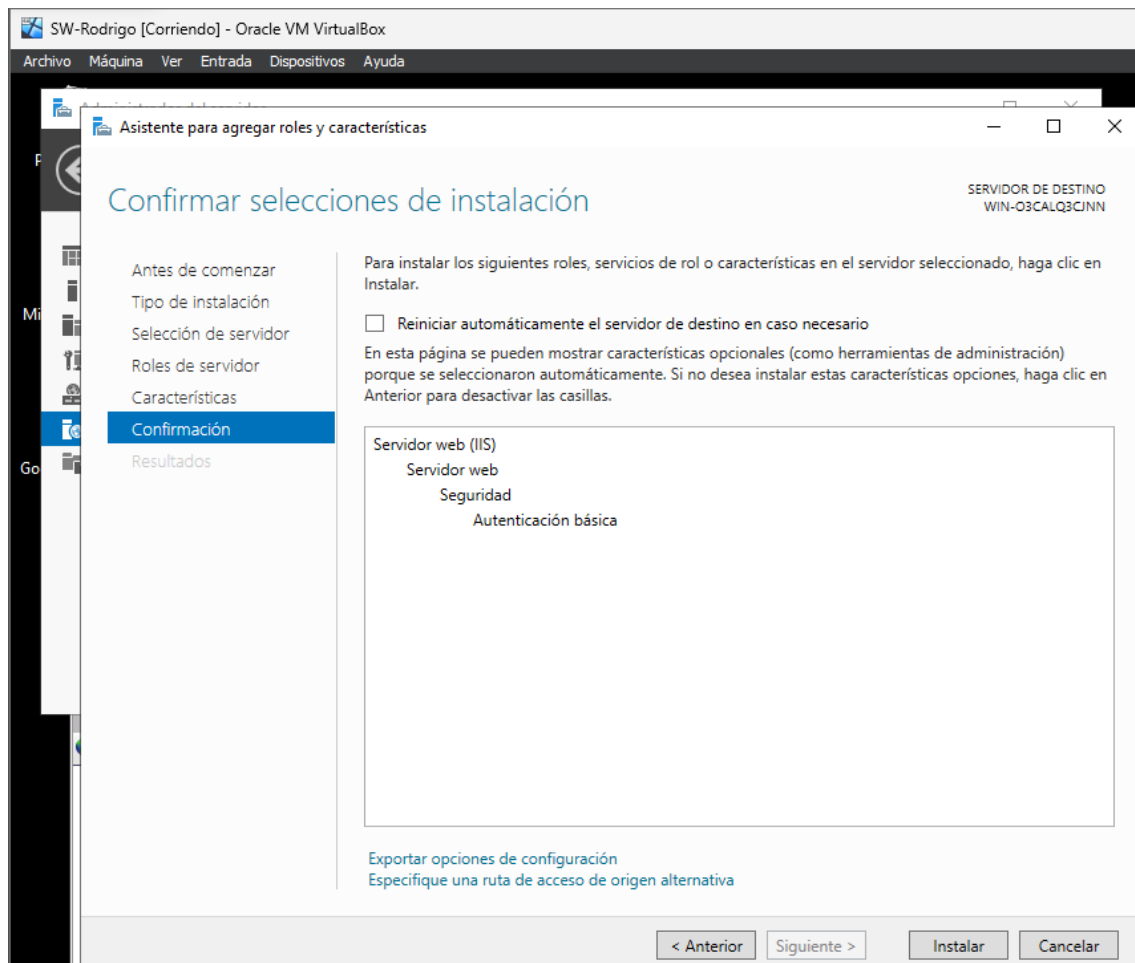 SW-Rodrigo [Corriendo] - Oracle VM VirtualBox
Archivo Máquina Ver Entrada Dispositivos Ayuda
Asistente para agregar roles y características
Confirmar selecciones de instalación
SERVIDOR DE DESTINO
WIN-O3CALQ3CJNN
Antes de comenzar
Tipo de instalación
Selección de servidor
Roles de servidor
Características
Confirmación
Resultados
Para instalar los siguientes roles, servicios de rol o características en el servidor seleccionado, haga clic en
Instalar.
Reiniciar automáticamente el servidor de destino en caso necesario
En esta página se pueden mostrar características opcionales (como herramientas de administración)
porque se seleccionaron automáticamente. Si no desea instalar estas características opciones, haga clic en
Anterior para desactivar las casillas.
Servidor web (IIS)
Servidor web
Seguridad
Autenticación básica
Exportar opciones de configuración
Especifique una ruta de acceso de origen alternativa
< Anterior Siguiente > Instalar Cancelar